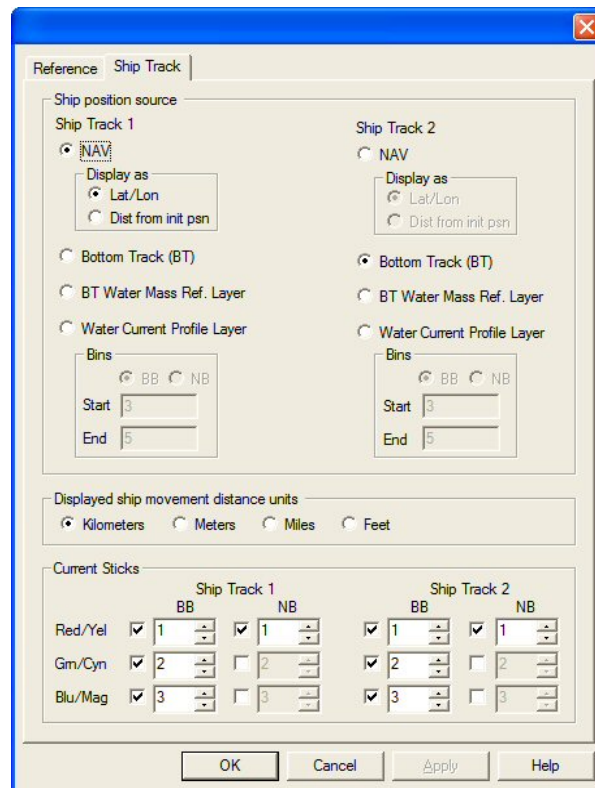 Reference Ship Track
Ship position source
Ship Track 1
NAV
Display as
Lat/Lon
Dist from init psn
Bottom Track (BT)
BT Water Mass Ref. Layer
Water Current Profile Layer
Bins
BB NB
Start 3
End 5
Ship Track 2
NAV
Display as
Lat/Lon
Dist from init psn
Bottom Track (BT)
BT Water Mass Ref. Layer
Water Current Profile Layer
Bins
BB NB
Start 3
End 5
Displayed ship movement distance units
Kilometers Meters Miles Feet
Current Sticks
Ship Track 1 Ship Track 2
BB NB BB NB
Red/Yel 1 1 1 1
Grn/Cyn 2 2 2 2
Blu/Mag 3 3 3 3
OK Cancel Apply Help